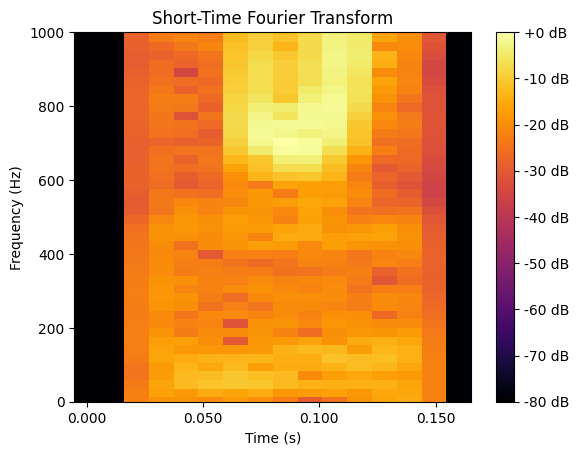 Short-Time Fourier Transform
1000
800
600
400
200
0
Frequency (Hz)
0.000
0.050
0.100
0.150
Time (s)
+0 dB
-10 dB
-20 dB
-30 dB
-40 dB
-50 dB
-60 dB
-70 dB
-80 dB